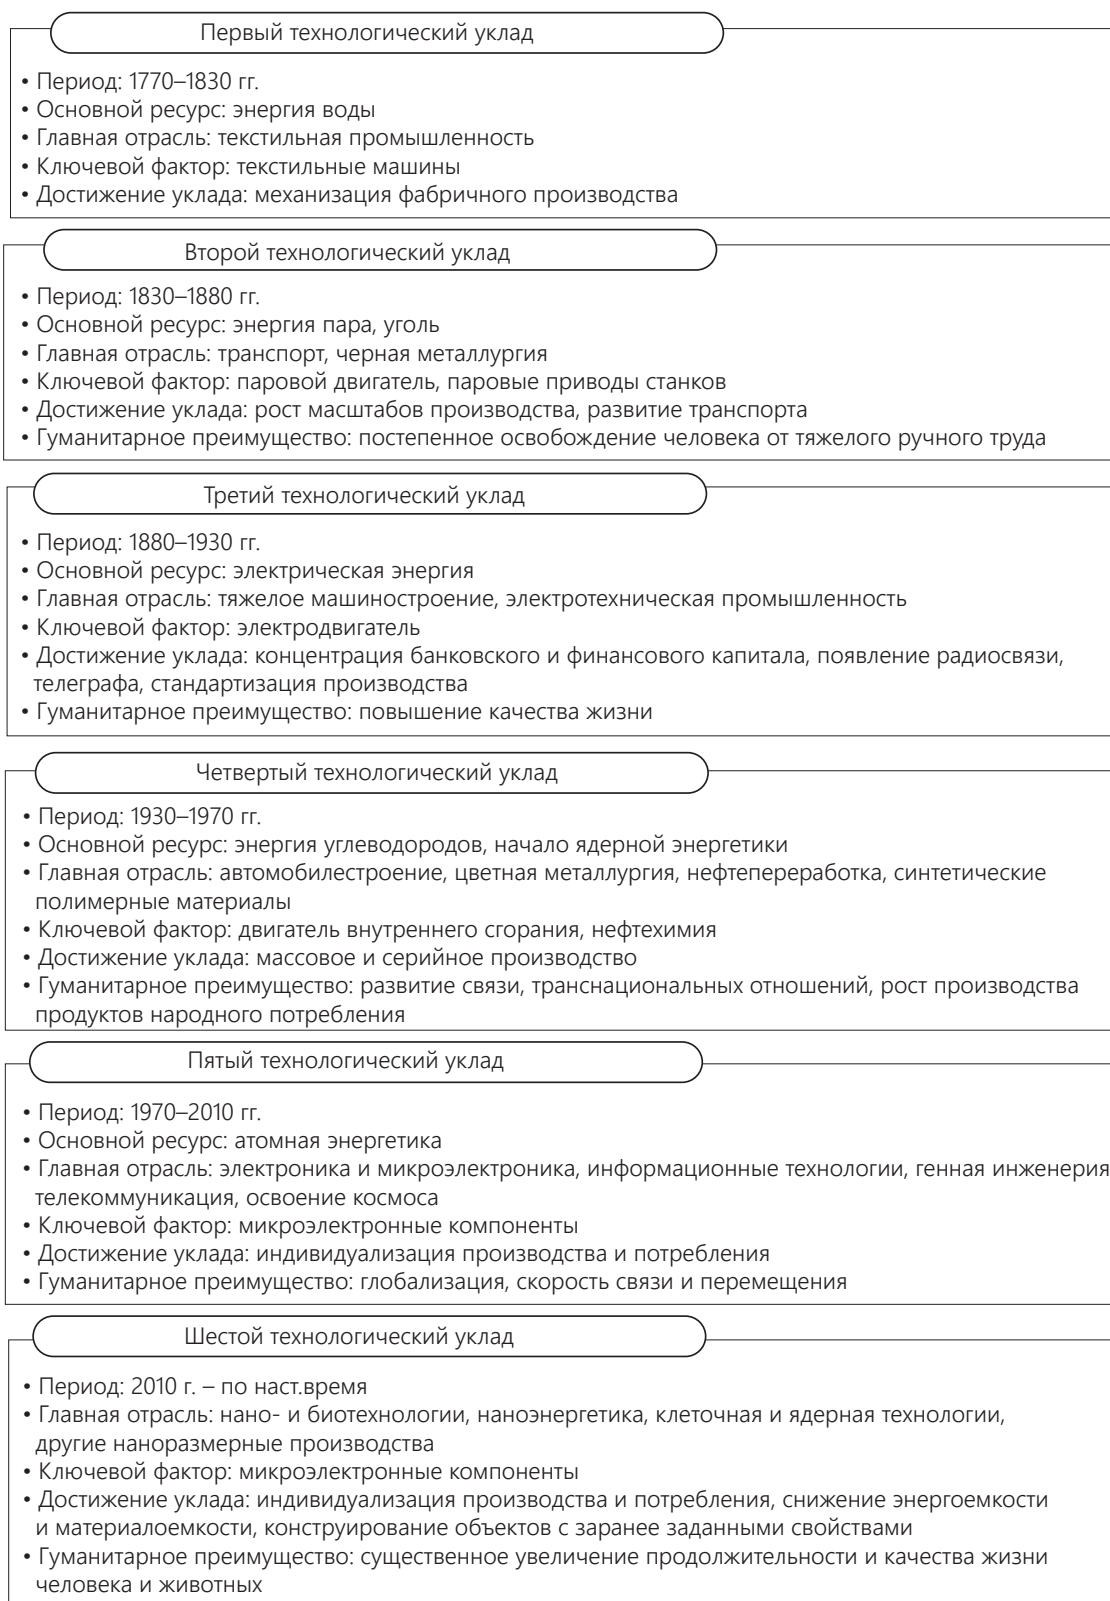 Первый технологический уклад
• Период: 1770–1830 гг.
• Основной ресурс: энергия воды
• Главная отрасль: текстильная промышленность
• Ключевой фактор: текстильные машины
• Достижение уклада: механизация фабричного производства
Второй технологический уклад
• Период: 1830–1880 гг.
• Основной ресурс: энергия пара, уголь
• Главная отрасль: транспорт, черная металлургия
• Ключевой фактор: паровой двигатель, паровые приводы станков
• Достижение уклада: рост масштабов производства, развитие транспорта
• Гуманитарное преимущество: постепенное освобождение человека от тяжелого ручного труда
Третий технологический уклад
• Период: 1880–1930 гг.
• Основной ресурс: электрическая энергия
• Главная отрасль: тяжелое машиностроение, электротехническая промышленность
• Ключевой фактор: электродвигатель
• Достижение уклада: концентрация банковского и финансового капитала, появление радиосвязи,
телеграфа, стандартизация производства
• Гуманитарное преимущество: повышение качества жизни
Четвертый технологический уклад
• Период: 1930–1970 гг.
• Основной ресурс: энергия углеводородов, начало ядерной энергетики
• Главная отрасль: автомобилестроение, цветная металлургия, нефтепереработка, синтетические
полимерные материалы
• Ключевой фактор: двигатель внутреннего сгорания, нефтехимия
• Достижение уклада: массовое и серийное производство
• Гуманитарное преимущество: развитие связи, транснациональных отношений, рост производства
продуктов народного потребления
Пятый технологический уклад
• Период: 1970–2010 гг.
• Основной ресурс: атомная энергетика
• Главная отрасль: электроника и микроэлектроника, информационные технологии, генная инженерия
телекоммуникация, освоение космоса
• Ключевой фактор: микроэлектронные компоненты
• Достижение уклада: индивидуализация производства и потребления
• Гуманитарное преимущество: глобализация, скорость связи и перемещения
Шестой технологический уклад
• Период: 2010 г. – по наст.время
• Главная отрасль: нано- и биотехнологии, наноэнергетика, клеточная и ядерная технологии,
другие наноразмерные производства
• Ключевой фактор: микроэлектронные компоненты
• Достижение уклада: индивидуализация производства и потребления, снижение энергоемкости
и материалоемкости, конструирование объектов с заранее заданными свойствами
• Гуманитарное преимущество: существенное увеличение продолжительности и качества жизни
человека и животных